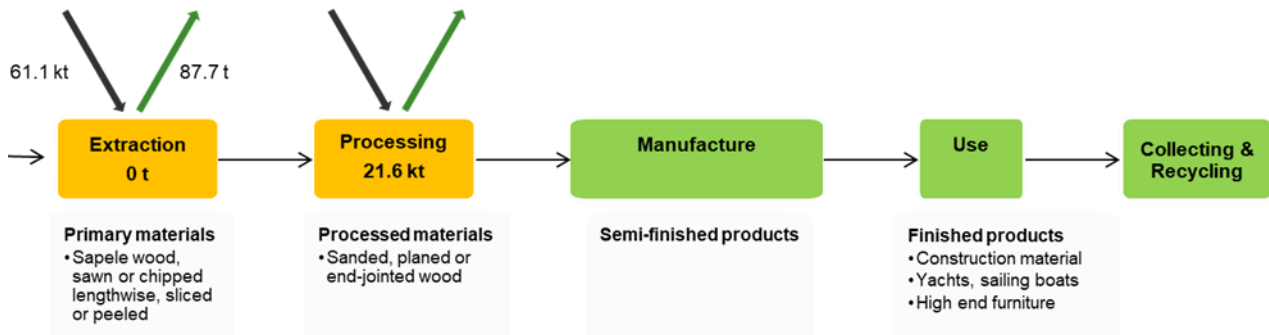 61.1 kt
87.7 t
Extraction
0 t
Processing
21.6 kt
Manufacture
Use
Collecting &
Recycling
Primary materials
•Sapele wood,
sawn or chipped
lengthwise, sliced
or peeled
Processed materials
•Sanded, planed or
end-jointed wood
Semi-finished products
Finished products
•Construction material
•Yachts, sailing boats
•High end furniture